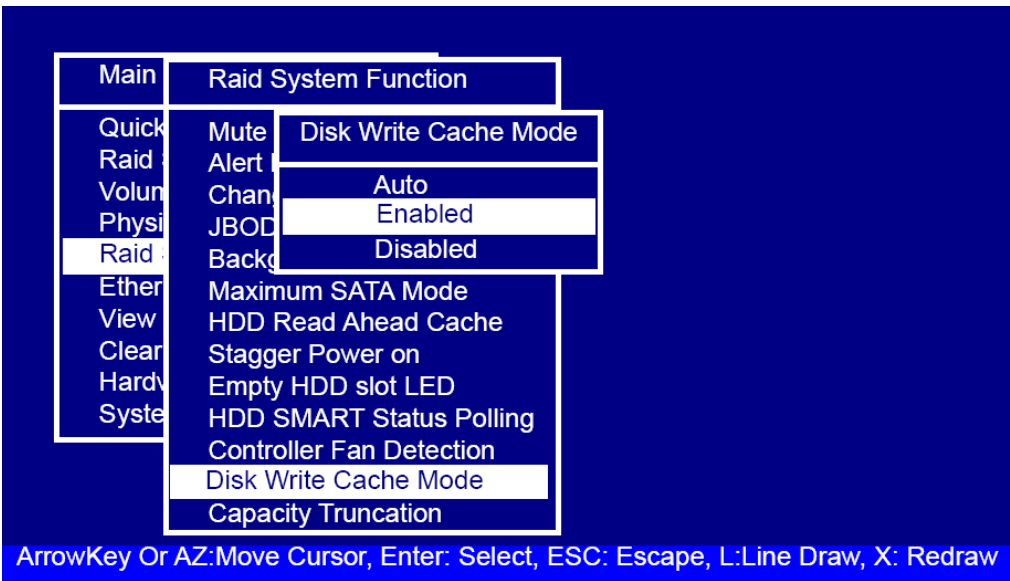 Main
Raid System Function
Quick
Mute
Disk Write Cache Mode
Raid
Alert
Auto
Volum
Chang
Enabled
Physi
JBOD
Disabled
Raid
Backg
Ether
Maximum SATA Mode
View
HDD Read Ahead Cache
Clear
Stagger Power on
Hardw
Empty HDD slot LED
Syste
HDD SMART Status Polling
Controller Fan Detection
Disk Write Cache Mode
Capacity Truncation
ArrowKey Or AZ:Move Cursor, Enter: Select, ESC: Escape, L:Line Draw, X: Redraw